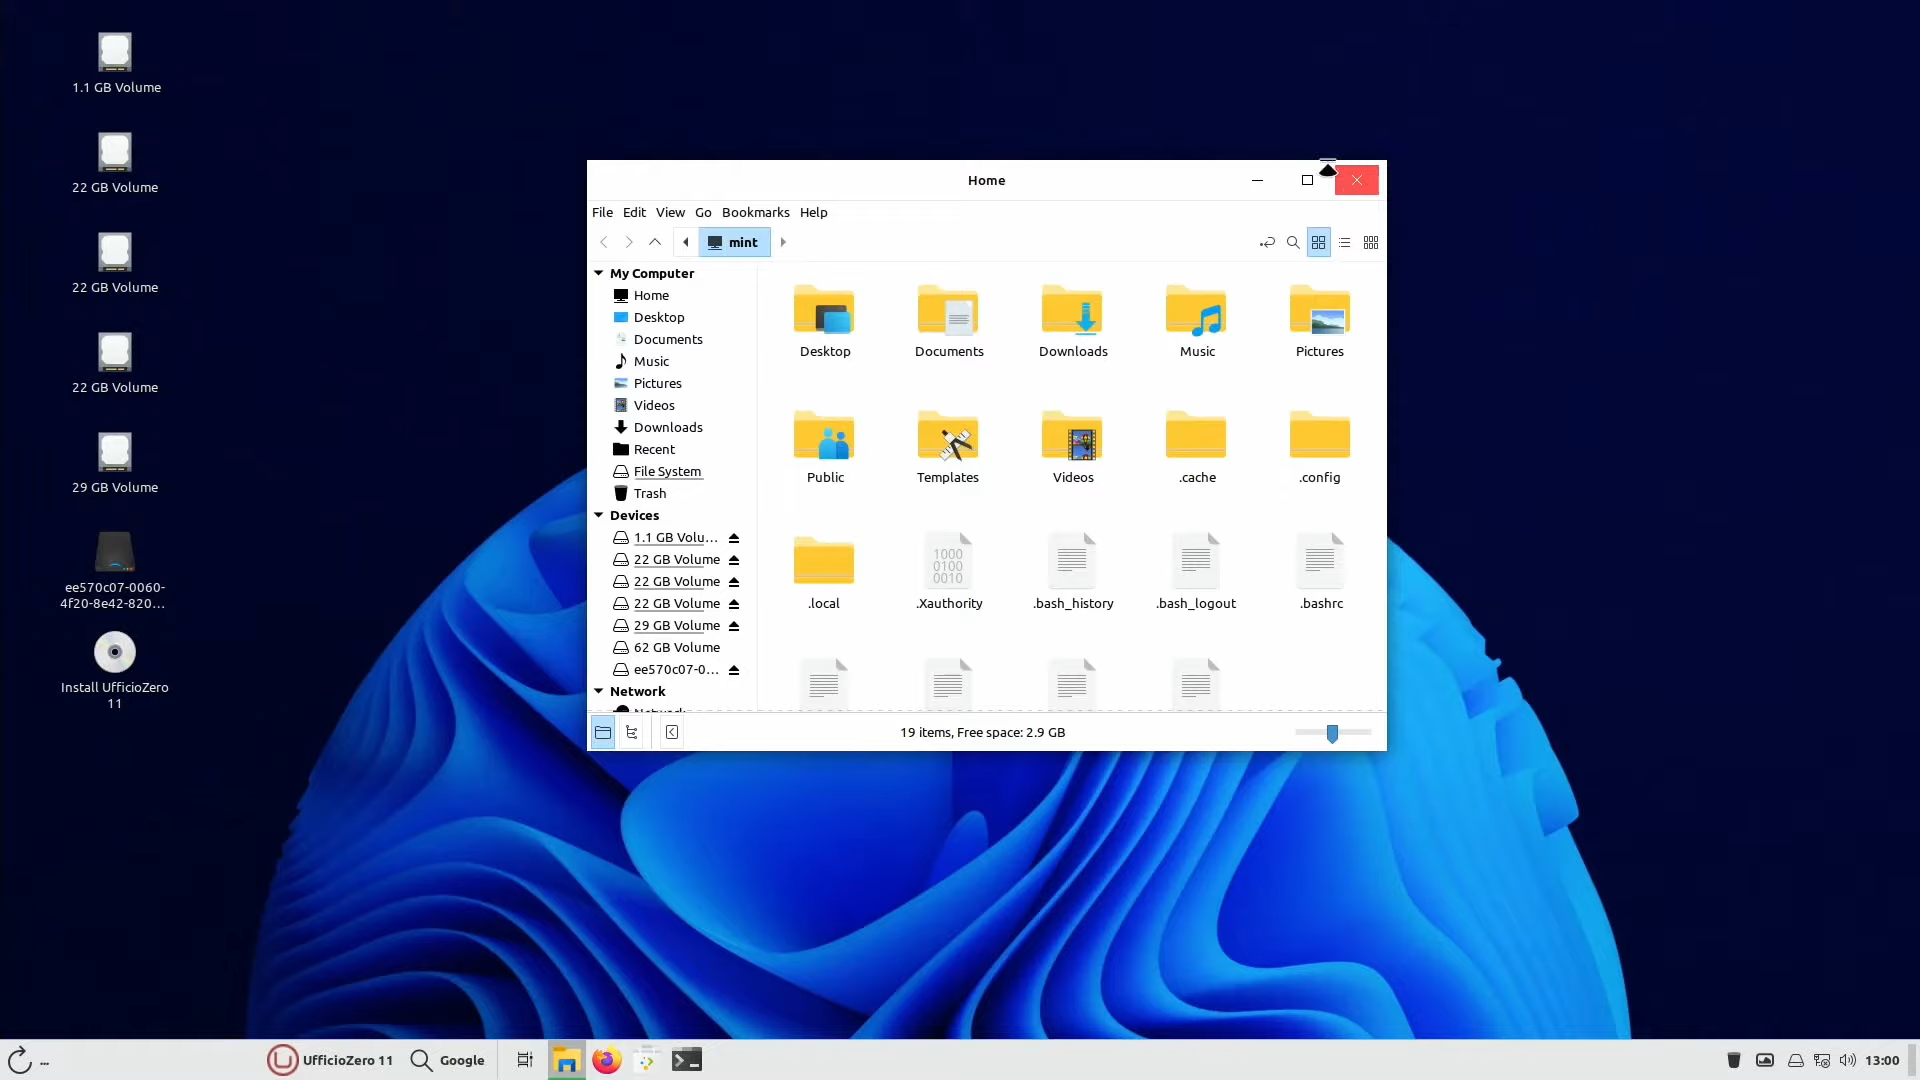 1.1 GB Volume
22 GB Volume
22 GB Volume
22 GB Volume
29 GB Volume
ee570c07-0060-
4f20-8e42-820...
Install UfficioZero
11
Home
File Edit View Go Bookmarks Help
mint
My Computer
Home
Desktop
Documents
Music
Pictures
Videos
Downloads
Recent
File System
Trash
Devices
1.1 GB Volu...
22 GB Volume
22 GB Volume
22 GB Volume
29 GB Volume
62 GB Volume
ee570c07-0...
Network
Desktop Documents Downloads Music Pictures
Public Templates Videos .cache .config
1000
0100
0010
.local .Xauthority .bash_history .bash_logout .bashrc
19 items, Free space: 2.9 GB
... UfficioZero 11 Google 13:00